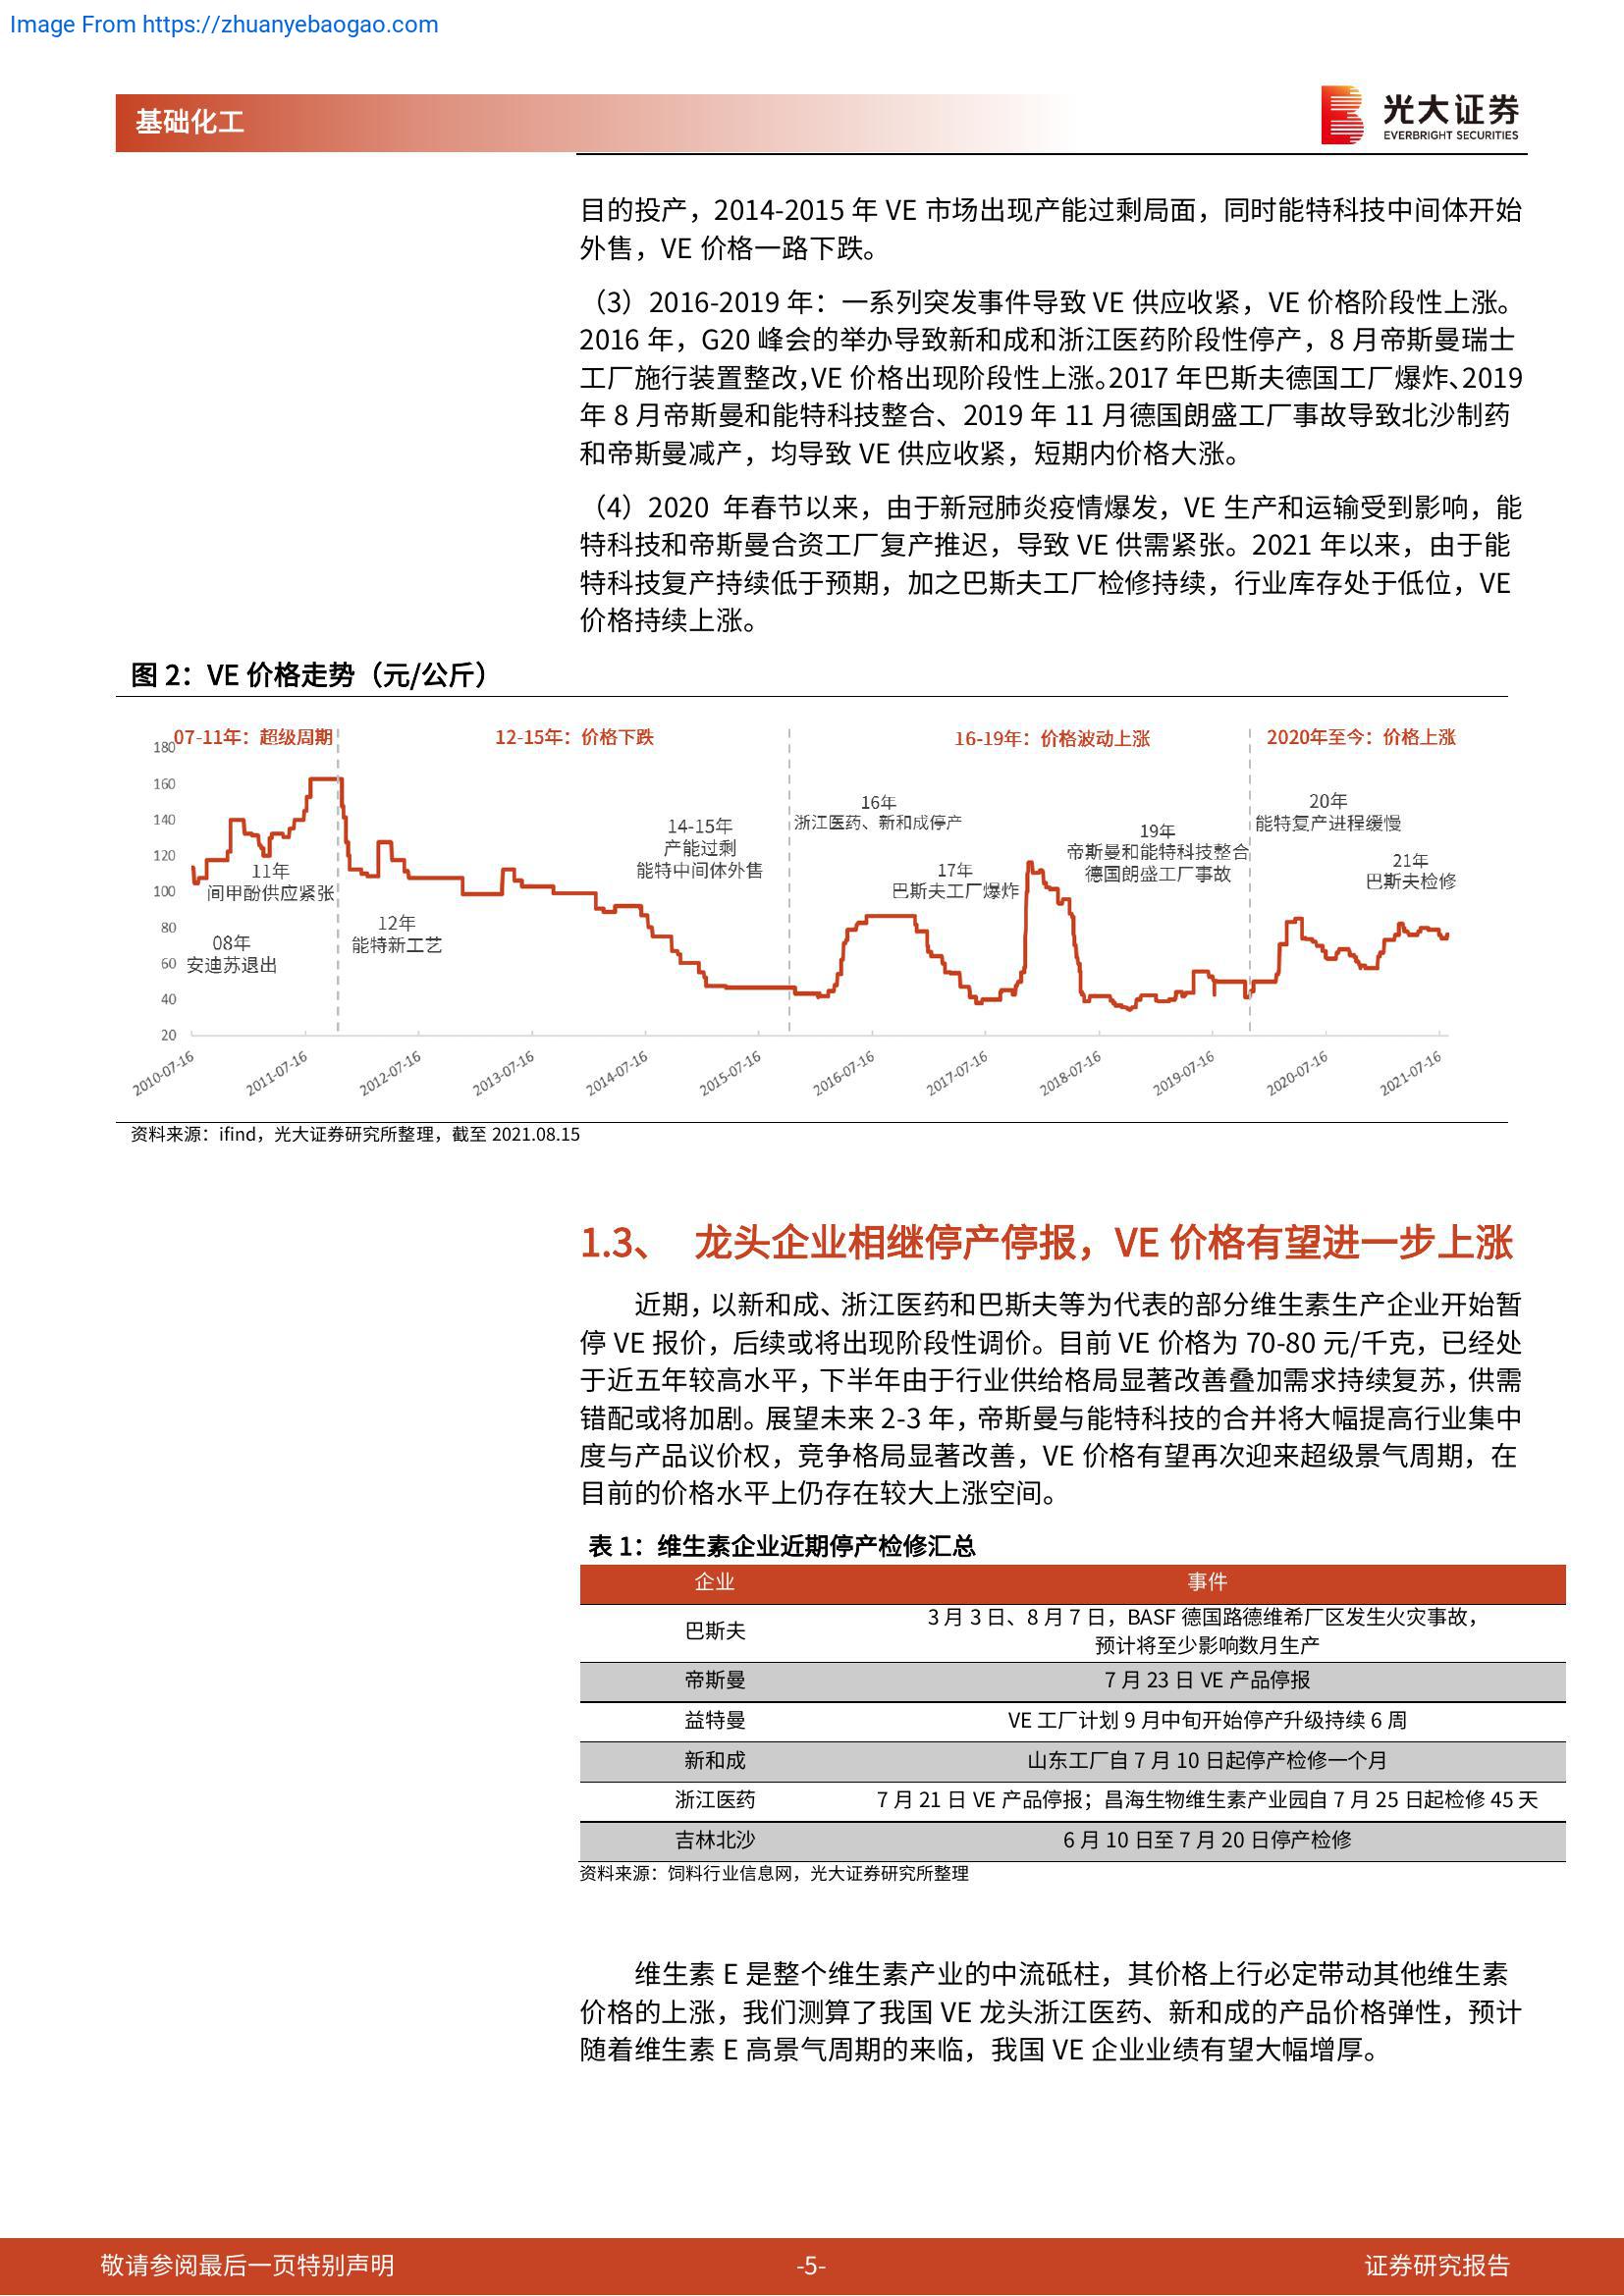 Image From https://zhuanyebaogao.com
基础化工
光大证券
EVERBRIGHT SECURITIES
目的投产，2014-2015 年 VE 市场出现产能过剩局面，同时能特科技中间体开始
外售，VE 价格一路下跌。
（3）2016-2019 年：一系列突发事件导致 VE 供应收紧，VE 价格阶段性上涨。
2016 年，G20 峰会的举办导致新和成和浙江医药阶段性停产，8 月帝斯曼瑞士
工厂施行装置整改，VE 价格出现阶段性上涨。2017 年巴斯夫德国工厂爆炸、2019
年 8 月帝斯曼和能特科技整合、2019 年 11 月德国朗盛工厂事故导致北沙制药
和帝斯曼减产，均导致 VE 供应收紧，短期内价格大涨。
（4）2020 年春节以来，由于新冠肺炎疫情爆发，VE 生产和运输受到影响，能
特科技和帝斯曼合资工厂复产推迟，导致 VE 供需紧张。2021 年以来，由于能
特科技复产持续低于预期，加之巴斯夫工厂检修持续，行业库存处于低位，VE
价格持续上涨。
图 2：VE 价格走势（元/公斤）
07-11年：超级周期
12-15年：价格下跌
16-19年：价格波动上涨
2020年至今：价格上涨
180
160
140
120
100
80
60
40
20
11年
间甲酚供应紧张
08年
安迪苏退出
12年
能特新工艺
14-15年
产能过剩
能特中间体外售
16年
浙江医药、新和成停产
17年
巴斯夫工厂爆炸
19年
帝斯曼和能特科技整合
德国朗盛工厂事故
20年
能特复产进程缓慢
21年
巴斯夫检修
2010-07-16
2011-07-16
2012-07-16
2013-07-16
2014-07-16
2015-07-16
2016-07-16
2017-07-16
2018-07-16
2019-07-16
2020-07-16
2021-07-16
资料来源：ifind，光大证券研究所整理，截至 2021.08.15
1.3、 龙头企业相继停产停报，VE 价格有望进一步上涨
近期，以新和成、浙江医药和巴斯夫等为代表的部分维生素生产企业开始暂
停 VE 报价，后续或将出现阶段性调价。目前 VE 价格为 70-80 元/千克，已经处
于近五年较高水平，下半年由于行业供给格局显著改善叠加需求持续复苏，供需
错配或将加剧。展望未来 2-3 年，帝斯曼与能特科技的合并将大幅提高行业集中
度与产品议价权，竞争格局显著改善，VE 价格有望再次迎来超级景气周期，在
目前的价格水平上仍存在较大上涨空间。
表 1：维生素企业近期停产检修汇总
企业 事件
巴斯夫 3 月 3 日、8 月 7 日，BASF 德国路德维希厂区发生火灾事故，
预计将至少影响数月生产
帝斯曼 7 月 23 日 VE 产品停报
益特曼 VE 工厂计划 9 月中旬开始停产升级持续 6 周
新和成 山东工厂自 7 月 10 日起停产检修一个月
浙江医药 7 月 21 日 VE 产品停报；昌海生物维生素产业园自 7 月 25 日起检修 45 天
吉林北沙 6 月 10 日至 7 月 20 日停产检修
资料来源：饲料行业信息网，光大证券研究所整理
维生素 E 是整个维生素产业的中流砥柱，其价格上行必定带动其他维生素
价格的上涨，我们测算了我国 VE 龙头浙江医药、新和成的产品价格弹性，预计
随着维生素 E 高景气周期的来临，我国 VE 企业业绩有望大幅增厚。
敬请参阅最后一页特别声明
-5-
证券研究报告